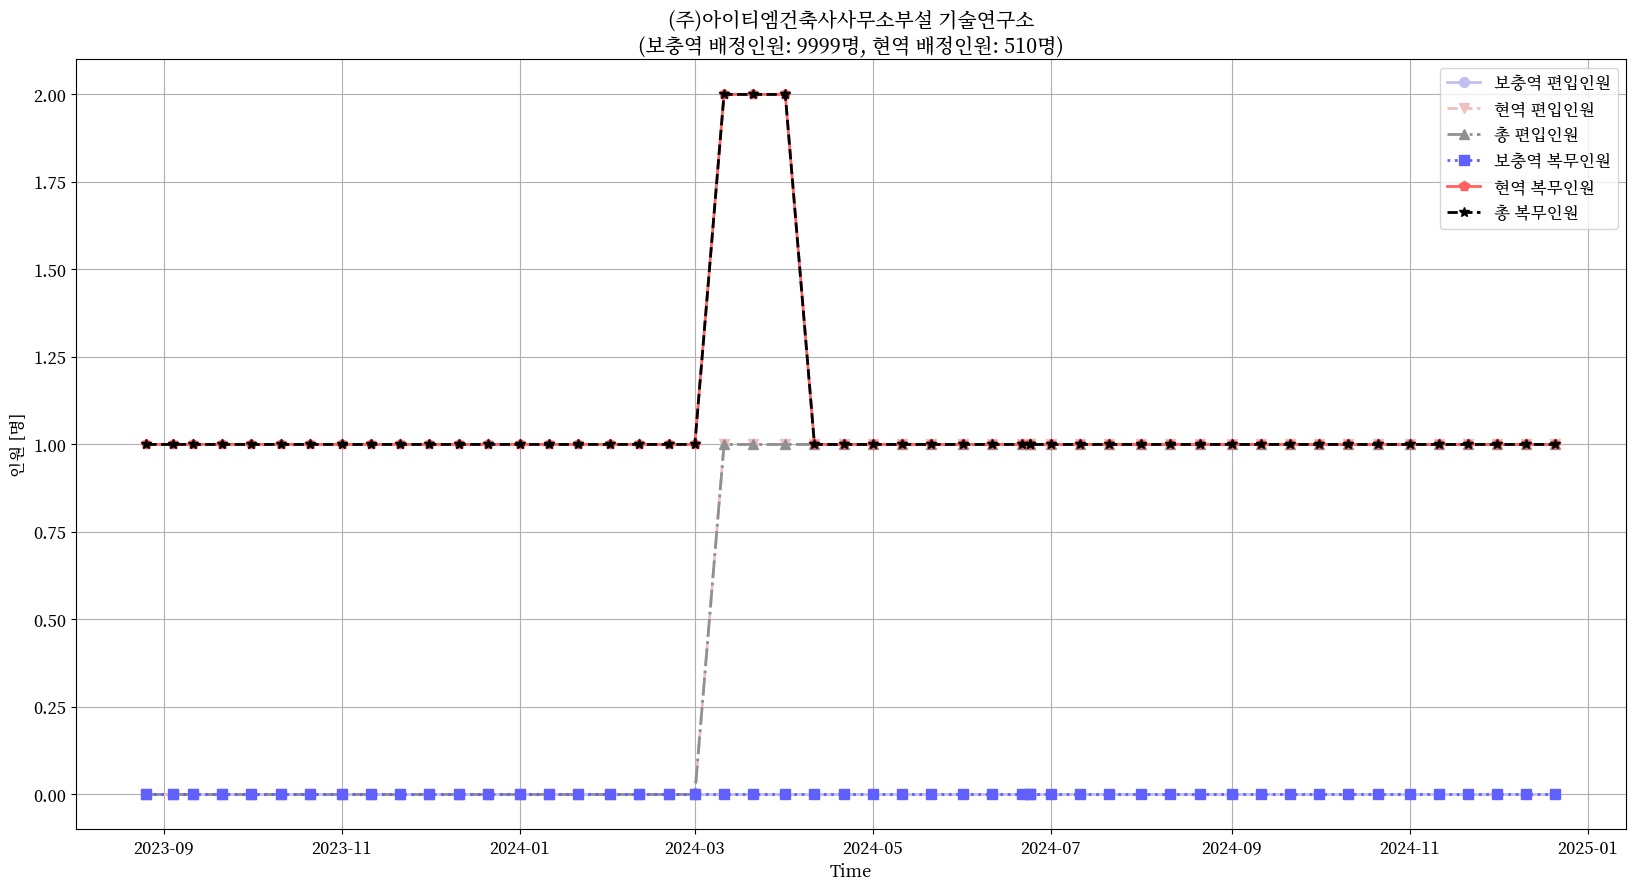 (주)아이티엠건축사사무소부설 기술연구소
(보충역 배정인원: 9999명, 현역 배정인원: 510명)
보충역 편입인원
현역 편입인원
총 편입인원
보충역 복무인원
현역 복무인원
총 복무인원
인원 [명]
2.00
1.75
1.50
1.25
1.00
0.75
0.50
0.25
0.00
2023-09
2023-11
2024-01
2024-03
2024-05
2024-07
2024-09
2024-11
2025-01
Time